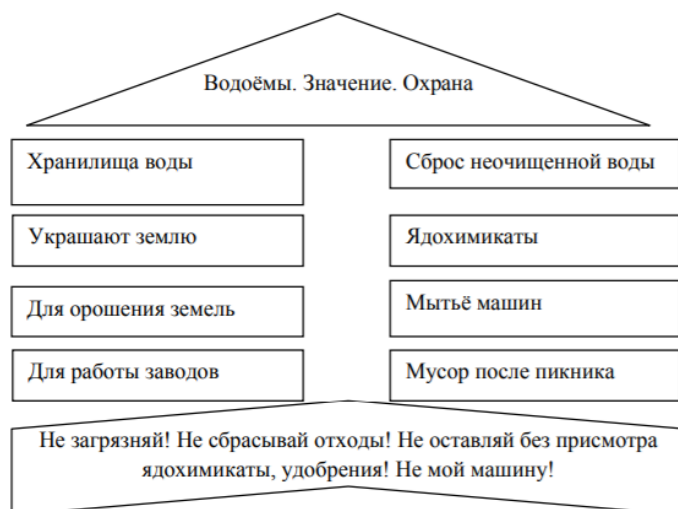 Водоёмы. Значение. Охрана
Хранилища воды
Сброс неочищенной воды
Украшают землю
Ядохимикаты
Для орошения земель
Мытьё машин
Для работы заводов
Мусор после пикника
Не загрязняй! Не сбрасывай отходы! Не оставляй без присмотра
ядохимикаты, удобрения! Не мой машину!